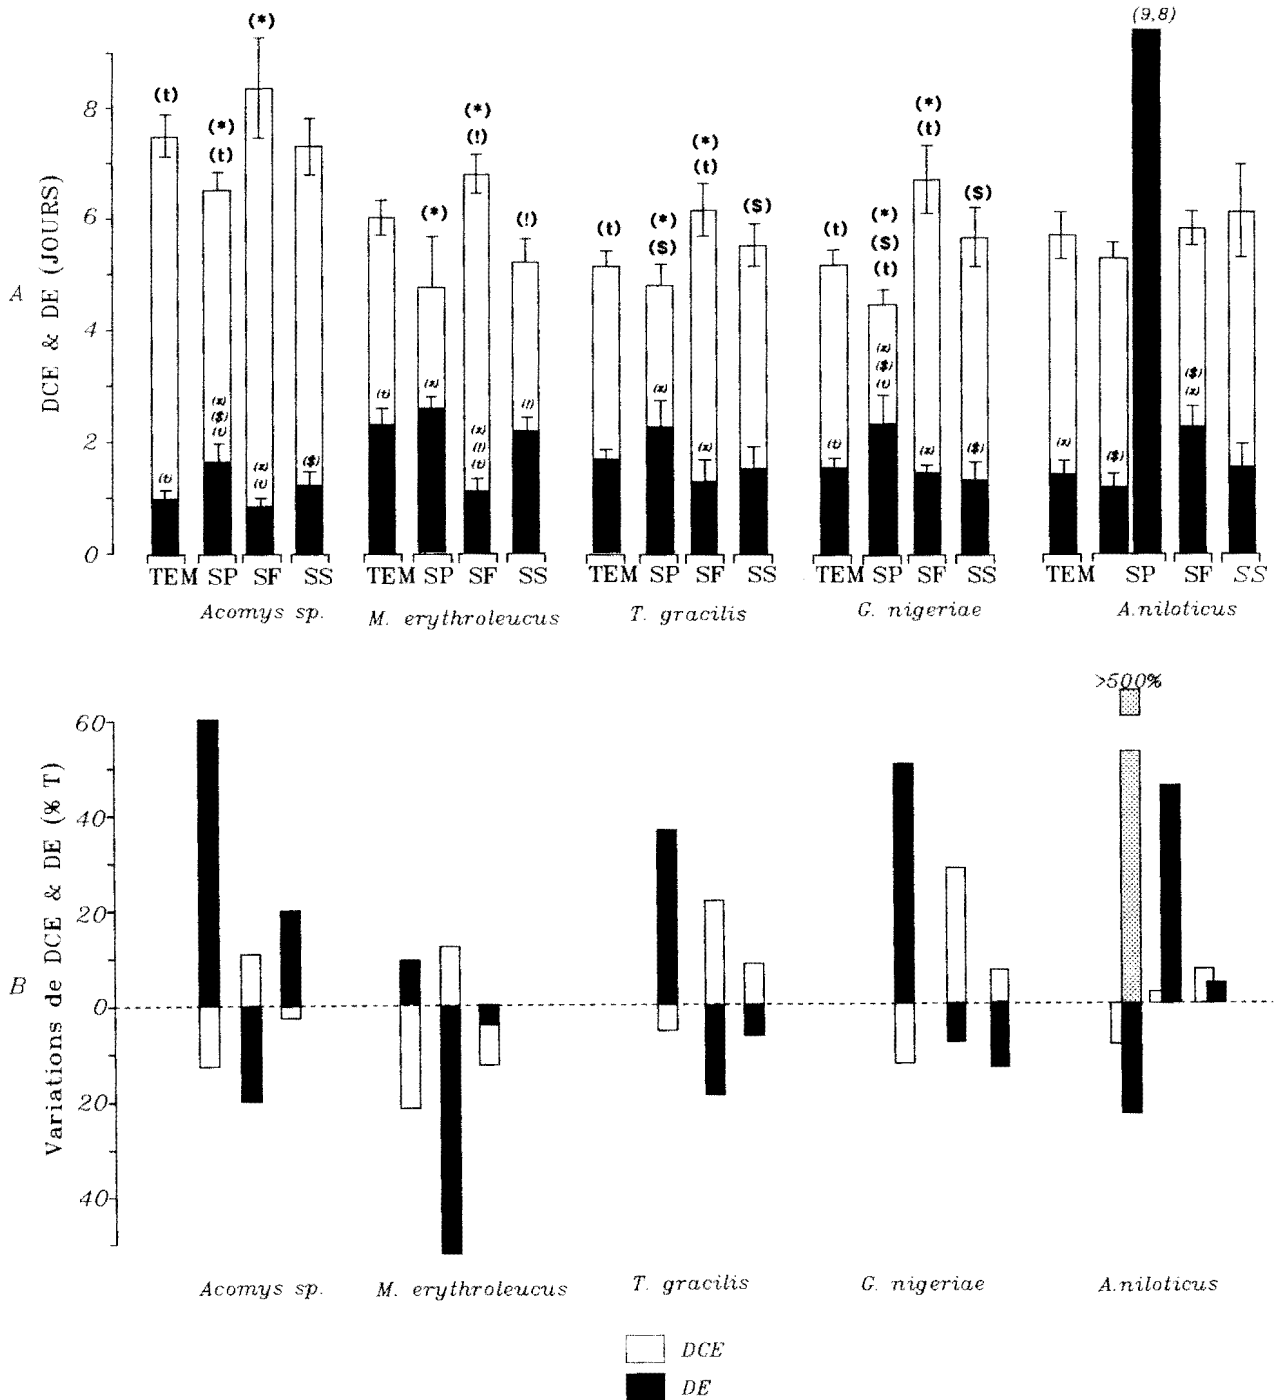 (9,8)
(*)
8
(t)
(*)
(t)
(*)
(!)
(*)
(t)
(*)
(t)
6
(*)
(!)
(t)
(*)
($)
($)
(t)
(*)
($)
(t)
($)
A
DCE & DE (JOURS)
4
2
0
(t)
(x)
($)
(t)
(x)
(t)
($)
(t)
(x)
(x)
(!)
(t)
(!)
(x)
(x)
(t)
(x)
($)
(t)
(x)
($)
(x)
($)
($)
(x)
TEM SP SF SS
TEM SP SF SS
TEM SP SF SS
TEM SP SF SS
TEM SP SF SS
Acomys sp.
M. erythroleucus
T. gracilis
G. nigeriae
A.niloticus
>500%
60
40
20
0
20
40
B
Variations de DCE & DE (% T)
Acomys sp.
M. erythroleucus
T. gracilis
G. nigeriae
A.niloticus
DCE
DE